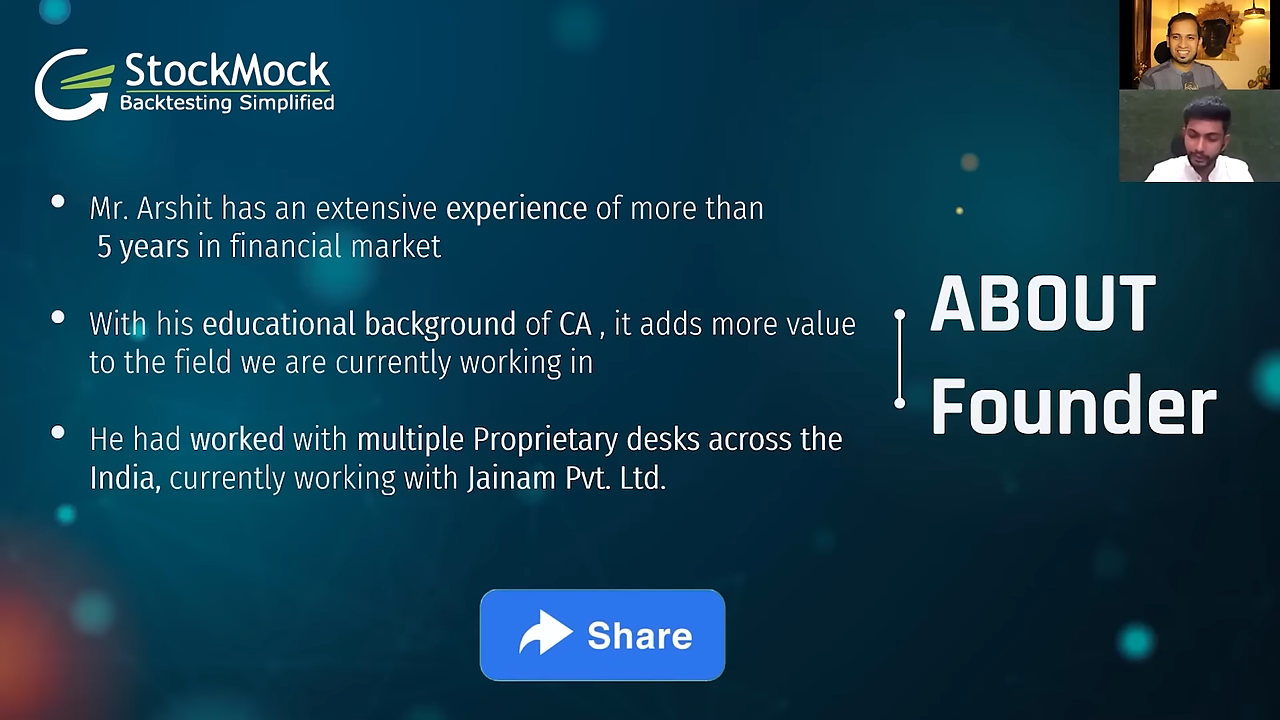 StockMock
Backtesting Simplified
• Mr. Arshit has an extensive experience of more than
5 years in financial market
• With his educational background of CA , it adds more value
to the field we are currently working in
• He had worked with multiple Proprietary desks across the
India, currently working with Jainam Pvt. Ltd.
ABOUT
Founder
Share